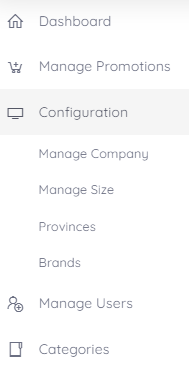 Dashboard
Manage Promotions
Configuration
Manage Company
Manage Size
Provinces
Brands
Manage Users
Categories